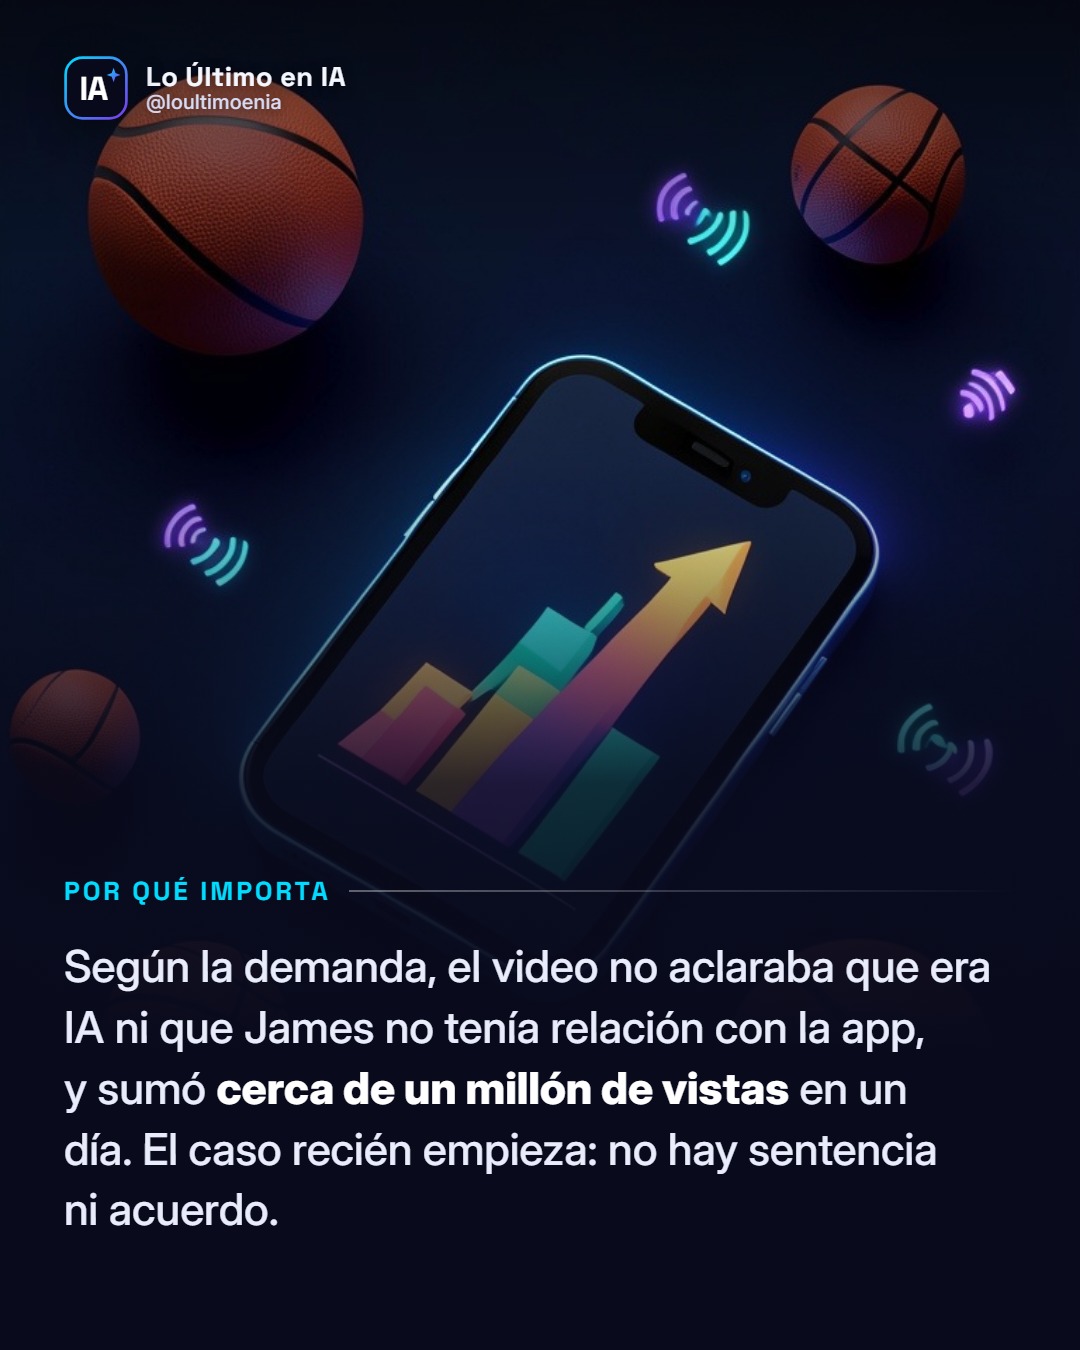 IA
Lo Último en IA
@loultimoenia
POR QUÉ IMPORTA
Según la demanda, el video no aclaraba que era
IA ni que James no tenía relación con la app,
y sumó cerca de un millón de vistas en un
día. El caso recién empieza: no hay sentencia
ni acuerdo.